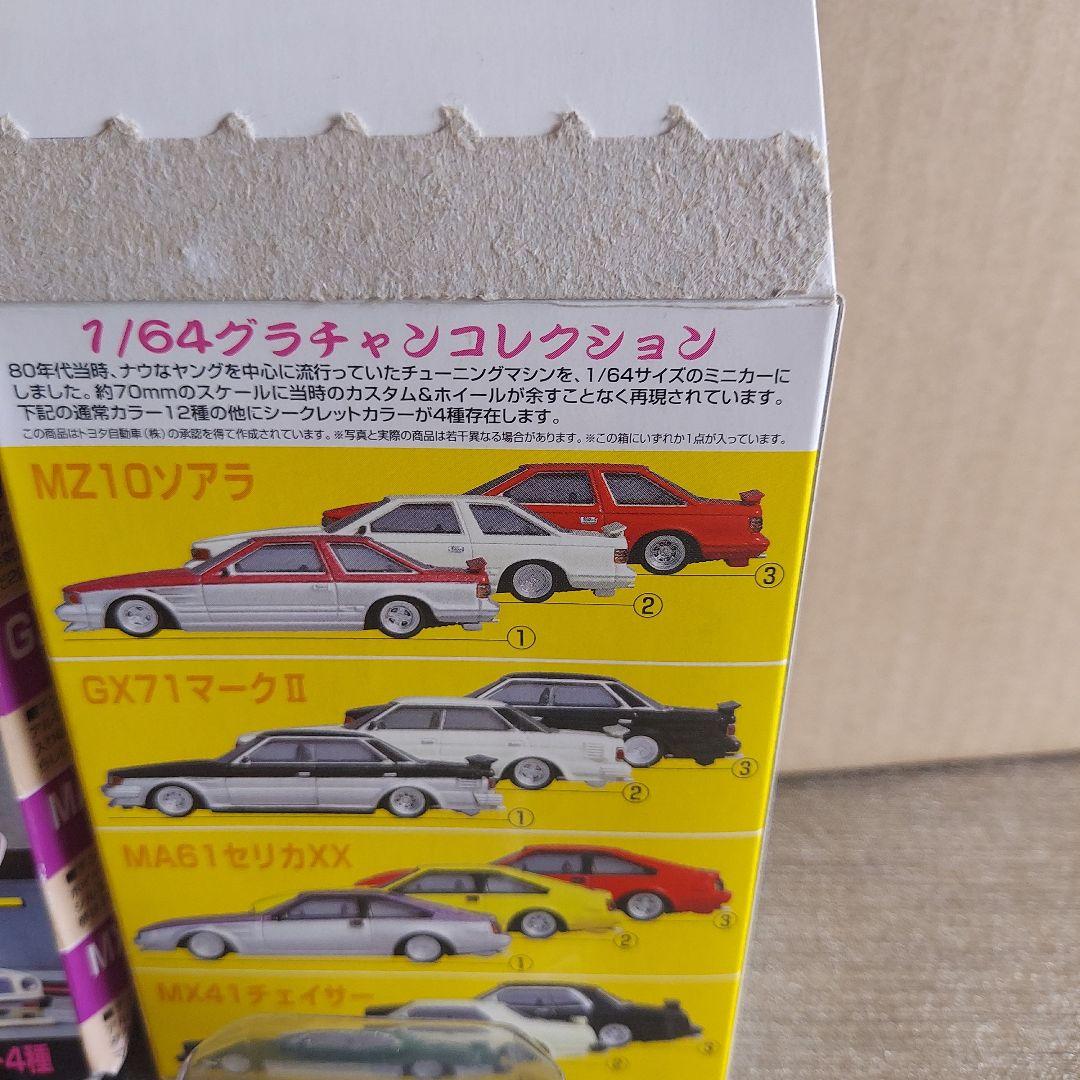 1/64グラチャンコレクション
80年代当時、ナウなヤングを中心に流行っていたチューニングマシンを、1/64サイズのミニカーに
しました。約70mmのスケールに当時のカスタム&ホイールが余すことなく再現されています。
下記の通常カラー12種の他にシークレットカラーが4種存在します。
この商品はトヨタ自動車(株)の承認を得て作成されています。※写真と実際の商品は若干異なる場合があります。※この箱にいずれか1点が入っています。
MZ10ソアラ
③
②
①
GX71マークⅡ
③
②
①
MA61セリカXX
③
②
①
MX41チェイサー
③
②
4種